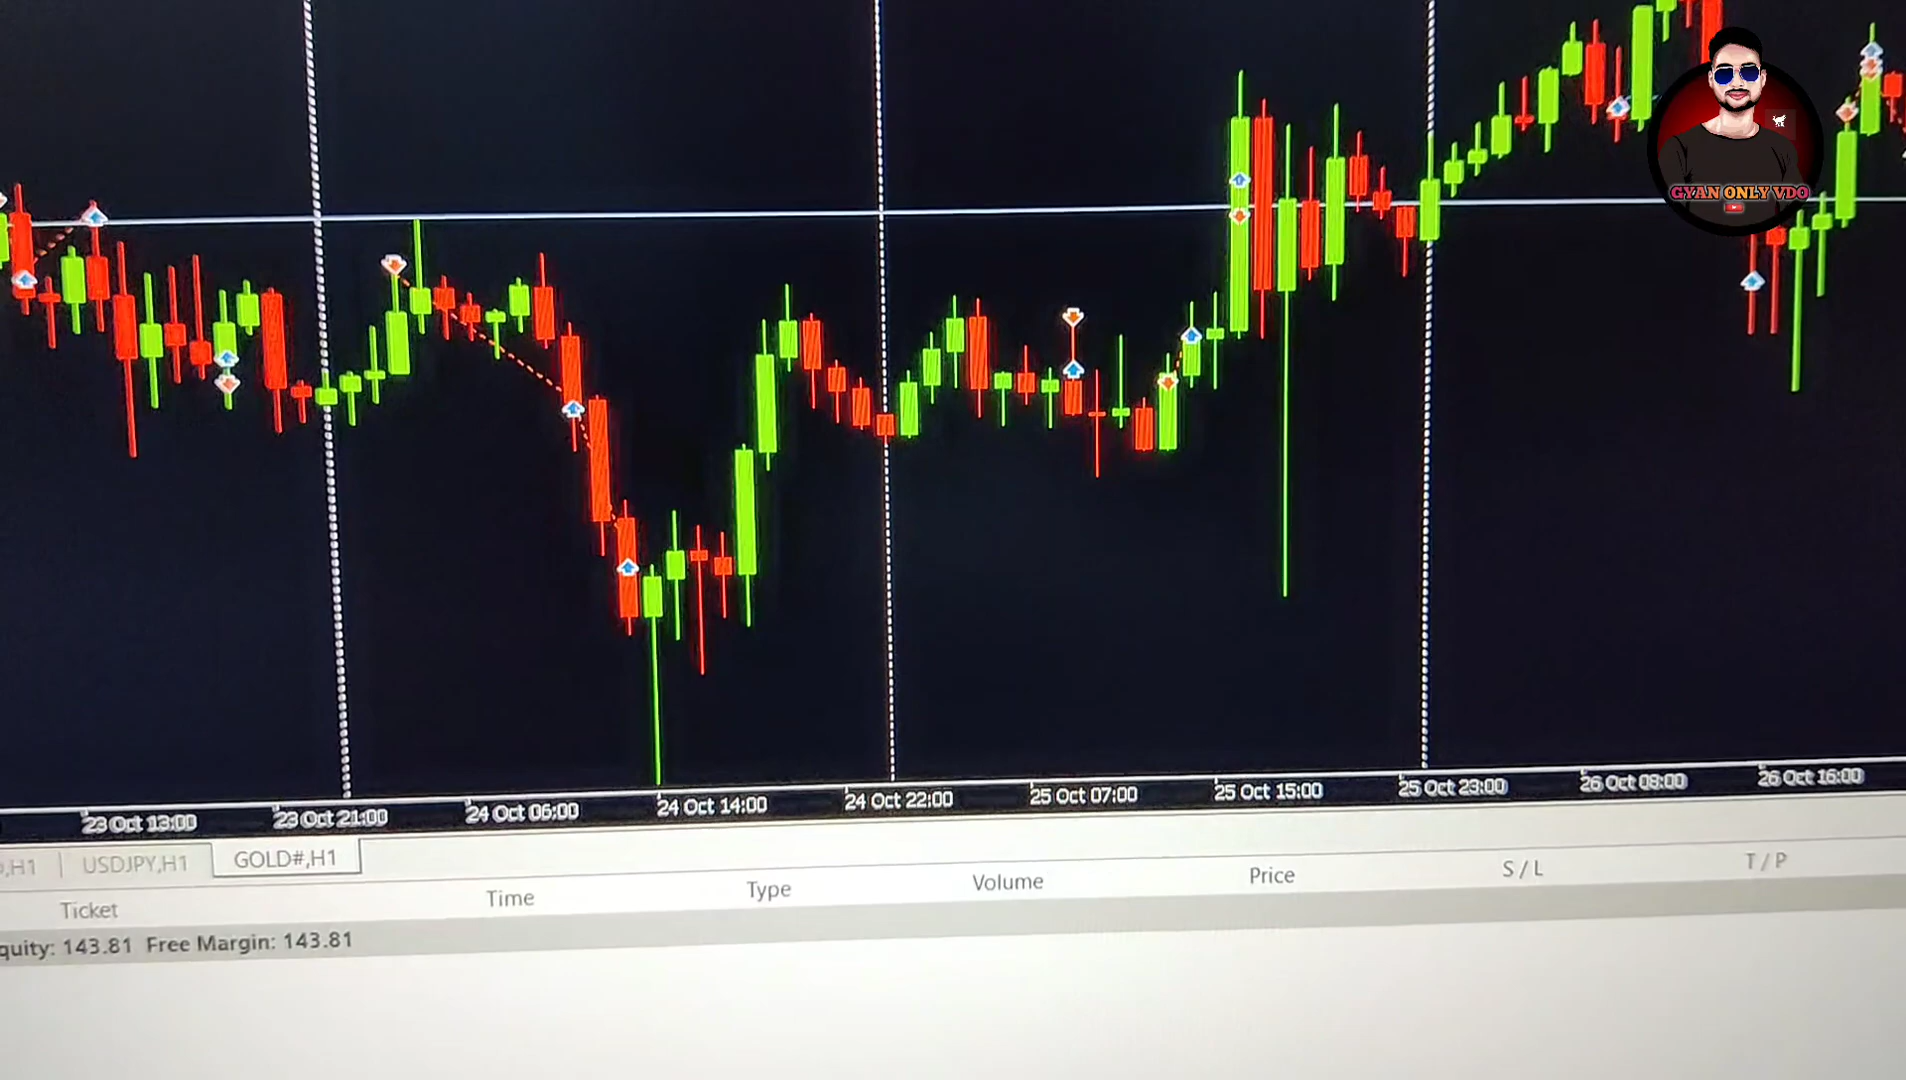 GYAN ONLY VDO
23 Oct 13:00 23 Oct 21:00 24 Oct 06:00 24 Oct 14:00 24 Oct 22:00 25 Oct 07:00 25 Oct 15:00 25 Oct 23:00 26 Oct 08:00 26 Oct 16:00
,H1 | USDJPY,H1 GOLD#,H1
Ticket Time Type Volume Price S / L T / P
quity: 143.81 Free Margin: 143.81